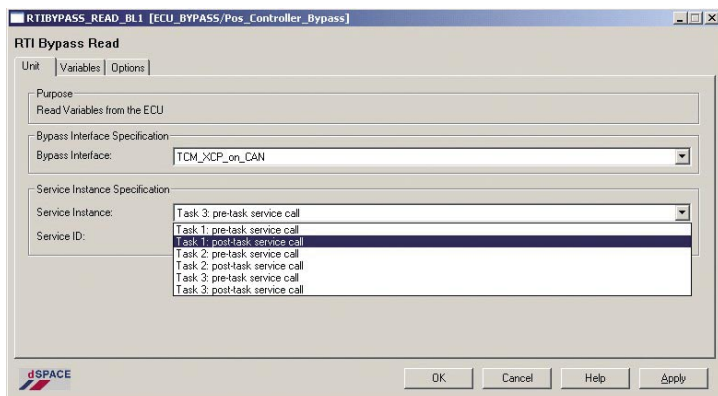 RTIBYPASS_READ_BL1 [ECU_BYPASS/Pos_Controller_Bypass]
RTI Bypass Read
Unit Variables Options
Purpose
Read Variables from the ECU
Bypass Interface Specification
Bypass Interface: TCM_XCP_on_CAN
Service Instance Specification
Service Instance: Task 3: pre-task service call
Service ID:
Task 1: pre-task service call
Task 1: post-task service call
Task 2: pre-task service call
Task 2: post-task service call
Task 3: pre-task service call
Task 3: post-task service call
dSPACE
OK Cancel Help Apply